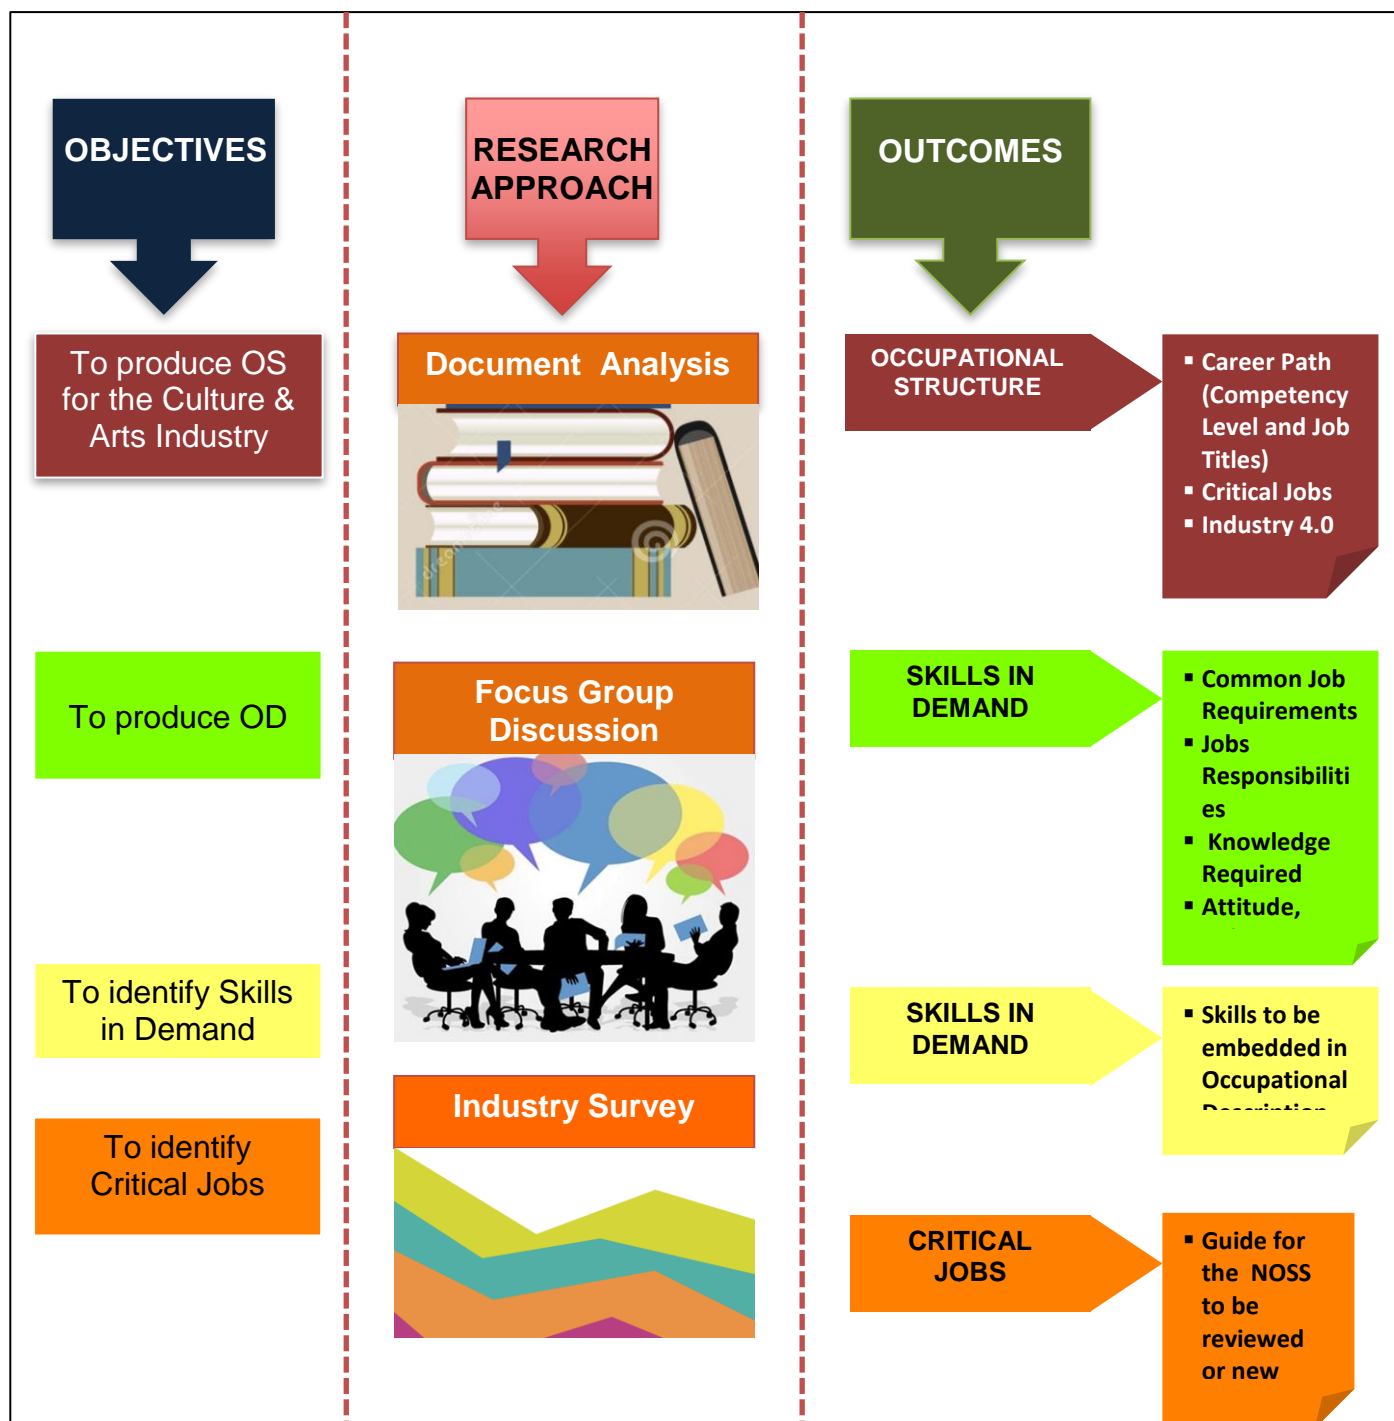 OBJECTIVES
To produce OS
for the Culture &
Arts Industry
To produce OD
To identify Skills
in Demand
To identify
Critical Jobs
RESEARCH
APPROACH
Document Analysis
Focus Group
Discussion
Industry Survey
OUTCOMES
OCCUPATIONAL
STRUCTURE
▪ Career Path
(Competency
Level and Job
Titles)
▪ Critical Jobs
▪ Industry 4.0
SKILLS IN
DEMAND
▪ Common Job
Requirements
▪ Jobs
Responsibiliti
es
▪ Knowledge
Required
▪ Attitude,
SKILLS IN
DEMAND
▪ Skills to be
embedded in
Occupational
Description
CRITICAL
JOBS
▪ Guide for
the NOSS
to be
reviewed
or new